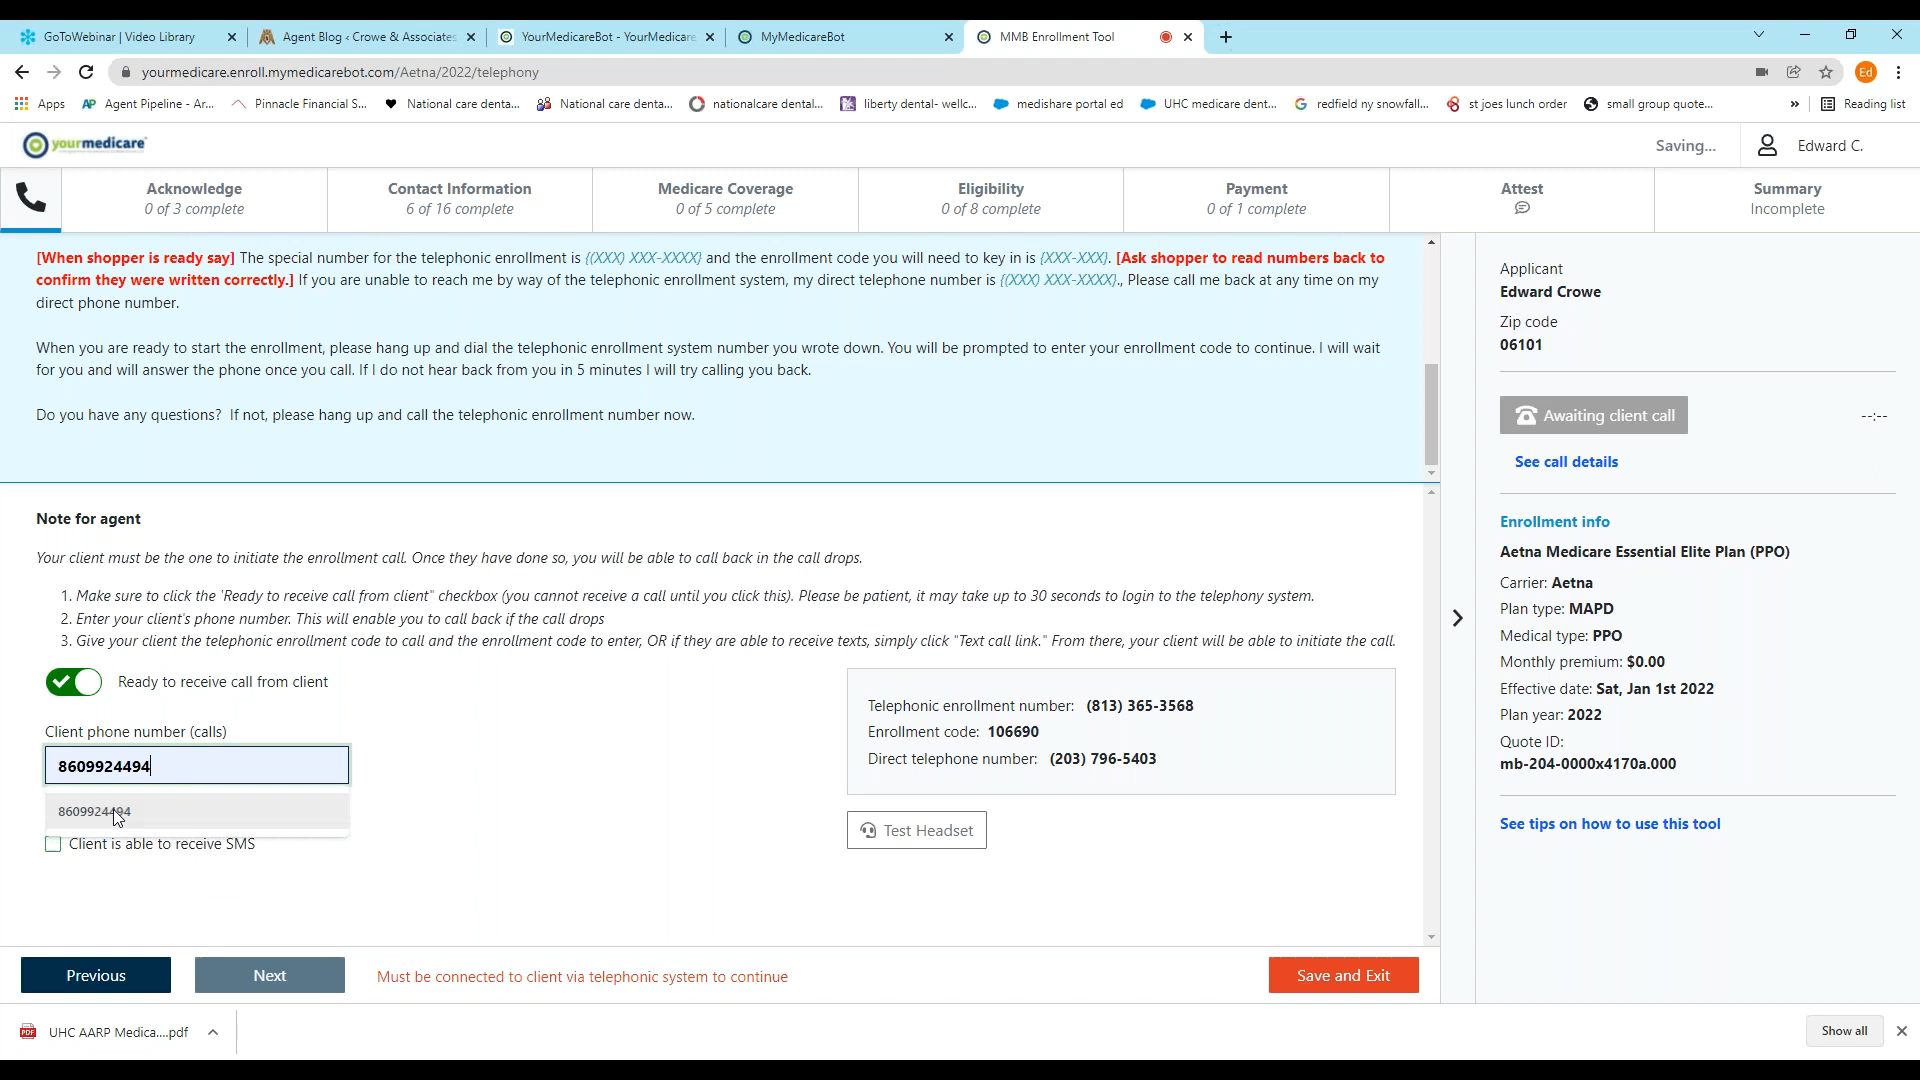 GoToWebinar | Video Library
Agent Blog ‹ Crowe & Associates
YourMedicareBot - YourMedicare
MyMedicareBot
MMB Enrollment Tool
yourmedicare.enroll.mymedicarebot.com/Aetna/2022/telephony
Ed
Apps
AP Agent Pipeline - Ar...
Pinnacle Financial S...
National care denta...
National care denta...
nationalcare dental...
liberty dental- wellc...
medishare portal ed
UHC medicare dent...
redfield ny snowfall...
st joes lunch order
small group quote...
»
Reading list
yourmedicare
Saving...
Edward C.
Acknowledge
0 of 3 complete
Contact Information
6 of 16 complete
Medicare Coverage
0 of 5 complete
Eligibility
0 of 8 complete
Payment
0 of 1 complete
Attest
Summary
Incomplete
[When shopper is ready say] The special number for the telephonic enrollment is {(XXX) XXX-XXXX} and the enrollment code you will need to key in is {XXX-XXX}. [Ask shopper to read numbers back to
confirm they were written correctly.] If you are unable to reach me by way of the telephonic enrollment system, my direct telephone number is {(XXX) XXX-XXXX}., Please call me back at any time on my
direct phone number.
When you are ready to start the enrollment, please hang up and dial the telephonic enrollment system number you wrote down. You will be prompted to enter your enrollment code to continue. I will wait
for you and will answer the phone once you call. If I do not hear back from you in 5 minutes I will try calling you back.
Do you have any questions? If not, please hang up and call the telephonic enrollment number now.
Note for agent
Your client must be the one to initiate the enrollment call. Once they have done so, you will be able to call back in the call drops.
1. Make sure to click the 'Ready to receive call from client" checkbox (you cannot receive a call until you click this). Please be patient, it may take up to 30 seconds to login to the telephony system.
2. Enter your client's phone number. This will enable you to call back if the call drops
3. Give your client the telephonic enrollment code to call and the enrollment code to enter, OR if they are able to receive texts, simply click "Text call link." From there, your client will be able to initiate the call.
Ready to receive call from client
Client phone number (calls)
8609924494
8609924494
Client is able to receive SMS
Telephonic enrollment number: (813) 365-3568
Enrollment code: 106690
Direct telephone number: (203) 796-5403
Test Headset
Previous
Next
Must be connected to client via telephonic system to continue
Save and Exit
Applicant
Edward Crowe
Zip code
06101
Awaiting client call
--:--
See call details
Enrollment info
Aetna Medicare Essential Elite Plan (PPO)
Carrier: Aetna
Plan type: MAPD
Medical type: PPO
Monthly premium: $0.00
Effective date: Sat, Jan 1st 2022
Plan year: 2022
Quote ID:
mb-204-0000x4170a.000
See tips on how to use this tool
PDF
UHC AARP Medica....pdf
Show all